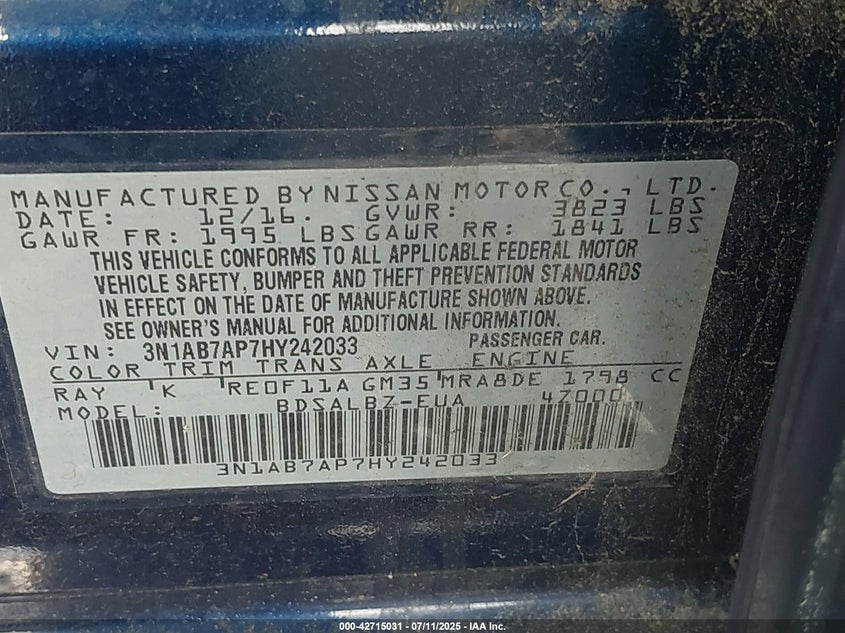 MANUFACTURED BY NISSAN MOTOR CO., LTD.
DATE: 12/16. GVWR: 3823 LBS
GAWR FR: 1995 LBS GAWR RR: 1841 LBS
THIS VEHICLE CONFORMS TO ALL APPLICABLE FEDERAL MOTOR
VEHICLE SAFETY, BUMPER AND THEFT PREVENTION STANDARDS
IN EFFECT ON THE DATE OF MANUFACTURE SHOWN ABOVE.
SEE OWNER'S MANUAL FOR ADDITIONAL INFORMATION.
VIN: 3N1AB7AP7HY242033 PASSENGER CAR.
COLOR TRIM TRANS AXLE ENGINE
RAY K RE0F11A GM35 MRA8DE 1798 CC
MODEL: BDSALBZ-EUA 47000
3N1AB7AP7HY242033
000-42715031 - 07/11/2025 - IAA Inc.